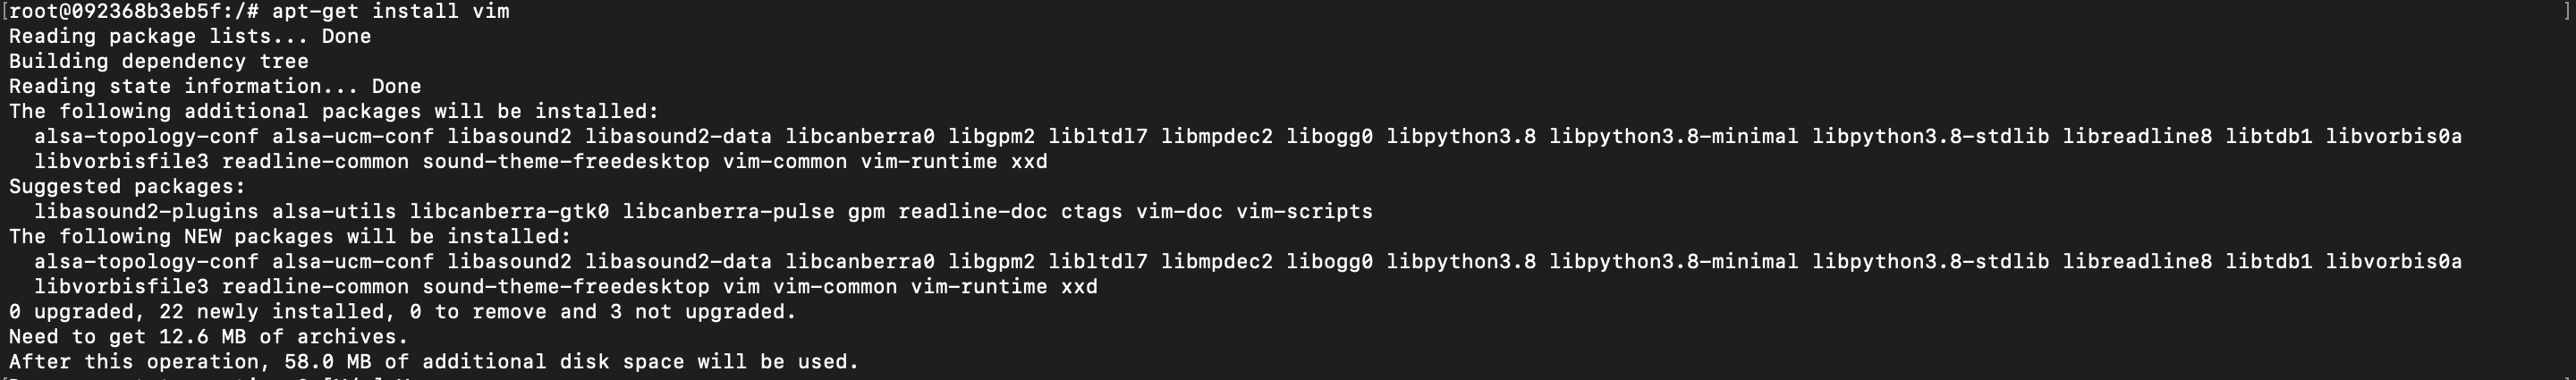 [root@092368b3eb5f:/# apt-get install vim ]
Reading package lists... Done
Building dependency tree
Reading state information... Done
The following additional packages will be installed:
  alsa-topology-conf alsa-ucm-conf libasound2 libasound2-data libcanberra0 libgpm2 libltdl7 libmpdec2 libogg0 libpython3.8 libpython3.8-minimal libpython3.8-stdlib libreadline8 libtdb1 libvorbis0a
  libvorbisfile3 readline-common sound-theme-freedesktop vim-common vim-runtime xxd
Suggested packages:
  libasound2-plugins alsa-utils libcanberra-gtk0 libcanberra-pulse gpm readline-doc ctags vim-doc vim-scripts
The following NEW packages will be installed:
  alsa-topology-conf alsa-ucm-conf libasound2 libasound2-data libcanberra0 libgpm2 libltdl7 libmpdec2 libogg0 libpython3.8 libpython3.8-minimal libpython3.8-stdlib libreadline8 libtdb1 libvorbis0a
  libvorbisfile3 readline-common sound-theme-freedesktop vim vim-common vim-runtime xxd
0 upgraded, 22 newly installed, 0 to remove and 3 not upgraded.
Need to get 12.6 MB of archives.
After this operation, 58.0 MB of additional disk space will be used.